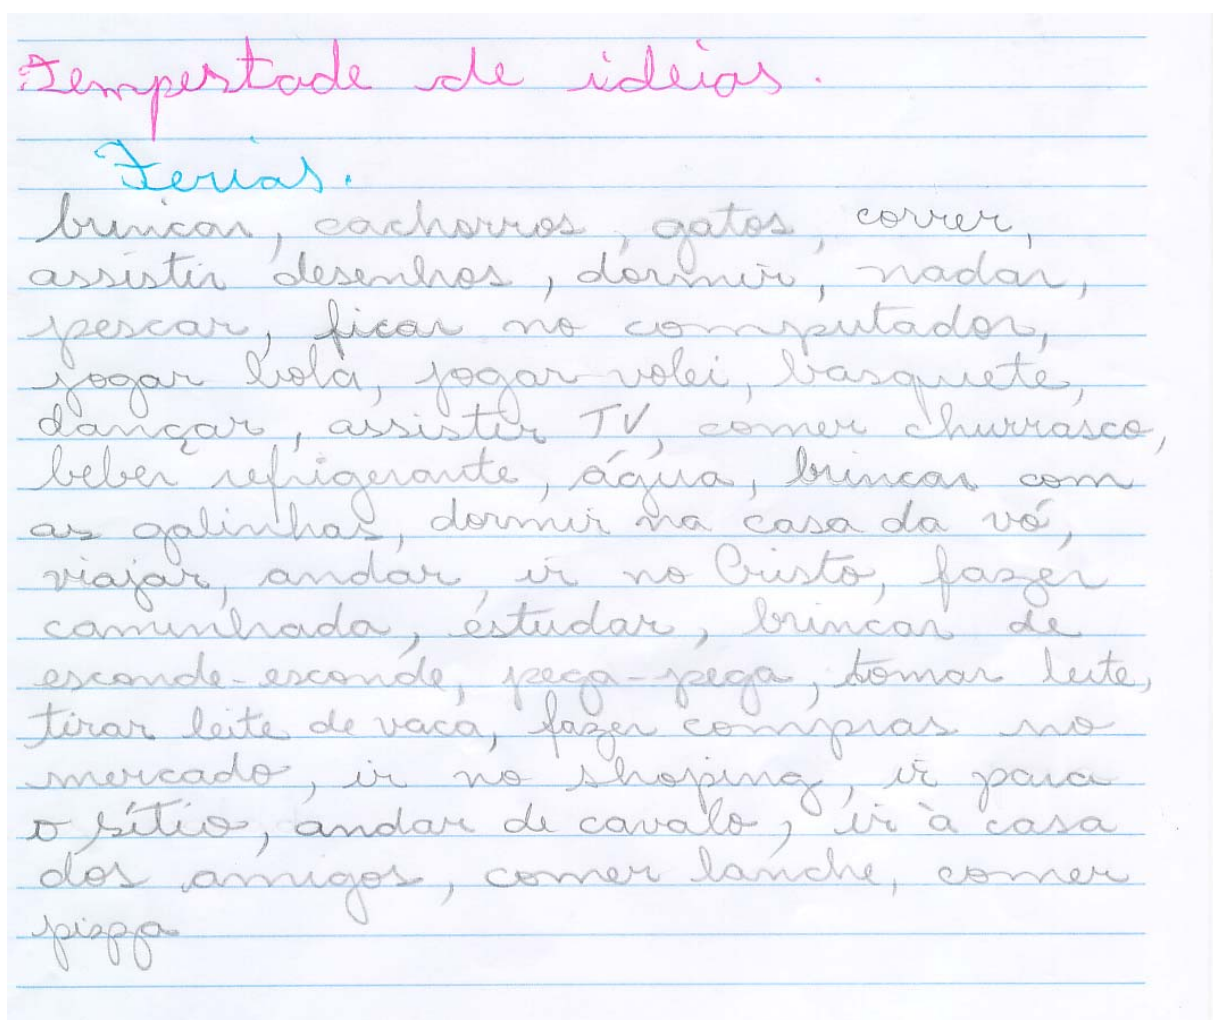 Tempestade de idéias.
Ferias.
brincar, cachorros, gatos, correr,
assistir desenhos, dormir, nadar,
pescar, ficar no computador,
jogar bola, jogar volei, basquete,
dançar, assistir TV, comer churrasco,
beber refrigerante, água, brincar com
as galinhas, dormir na casa da vó,
viajar, andar, ir no Cristo, fazer
caminhada, estudar, brincar de
esconde-esconde, pega-pega, tomar leite,
tirar leite de vaca, fazer compras no
mercado, ir no shoping, ir para
o sítio, andar de cavalo, ir à casa
dos amigos, comer lanche, comer
pizza